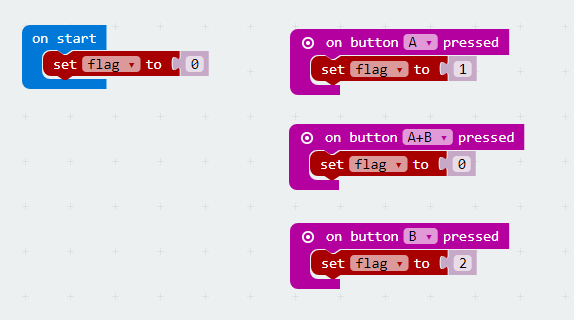 on start
set flag to 0
on button A pressed
set flag to 1
on button A+B pressed
set flag to 0
on button B pressed
set flag to 2